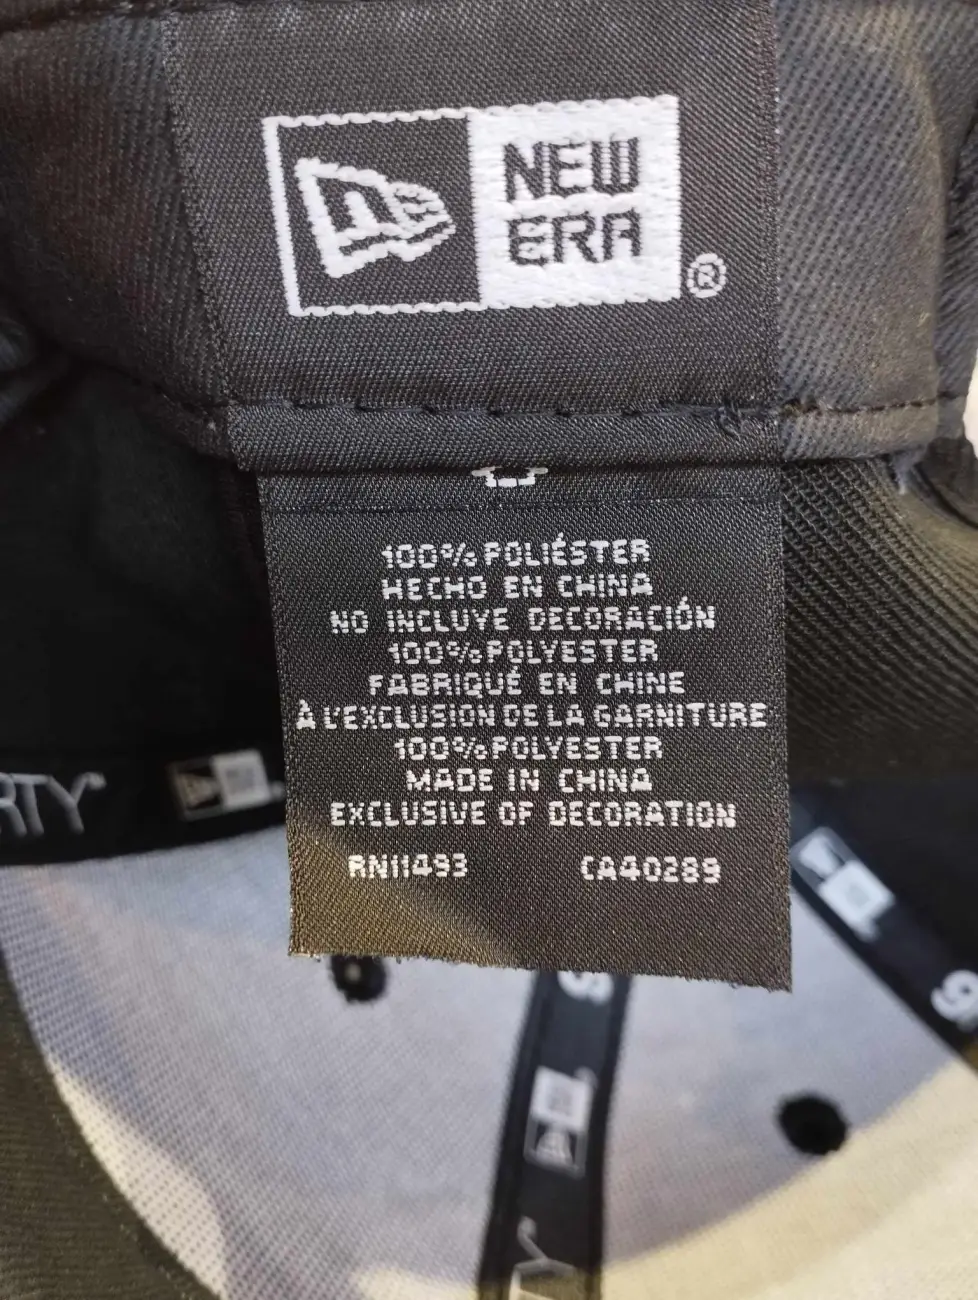 NEW
ERA
®
100% POLIÉSTER
HECHO EN CHINA
NO INCLUYE DECORACIÓN
100% POLYESTER
FABRIQUÉ EN CHINE
À L'EXCLUSION DE LA GARNITURE
100% POLYESTER
MADE IN CHINA
EXCLUSIVE OF DECORATION
RN11493 CA40289